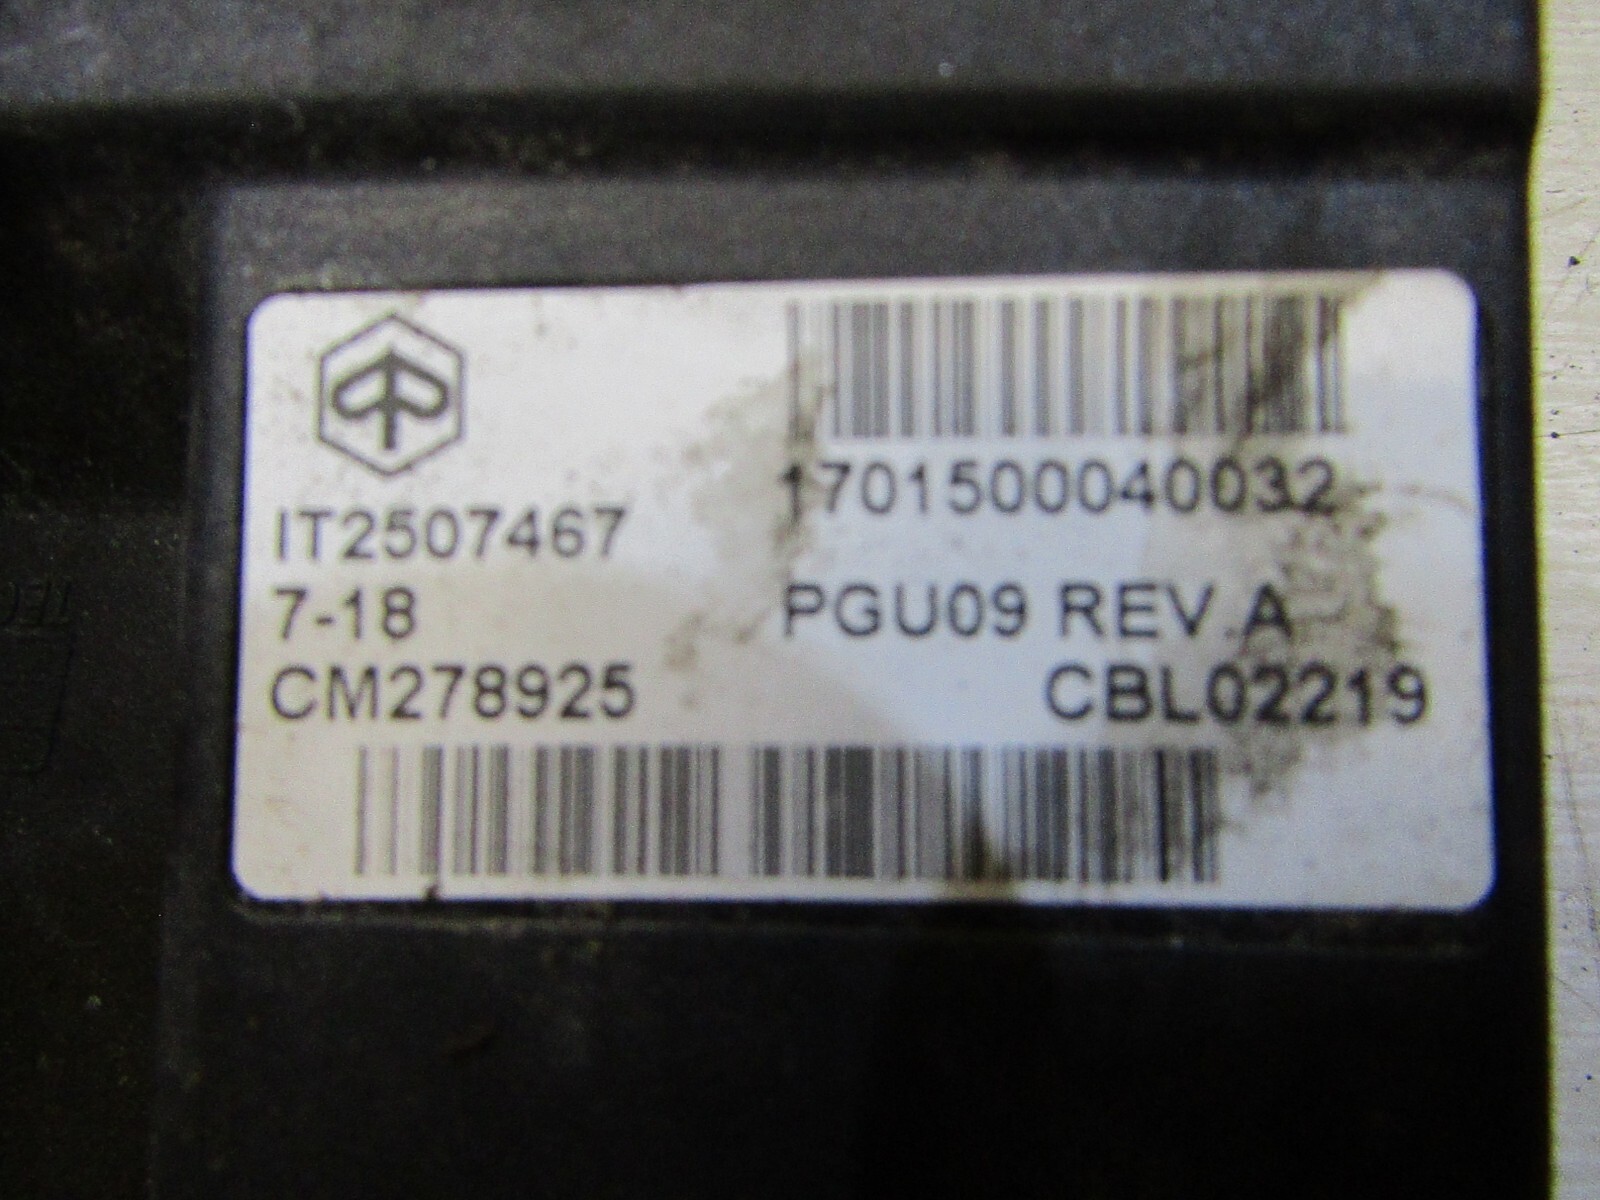 1701500040032
IT2507467
7-18 PGU09 REV.A
CM278925 CBL02219